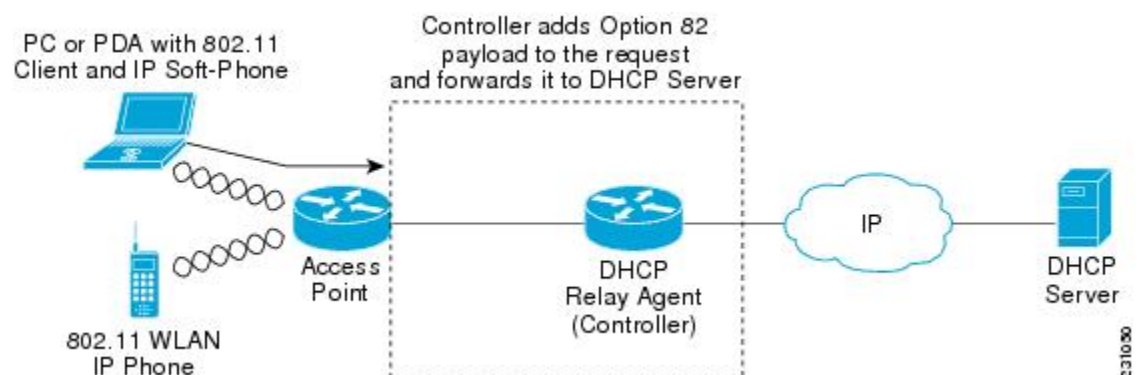 PC or PDA with 802.11
Client and IP Soft-Phone
Controller adds Option 82
payload to the request
and forwards it to DHCP Server
Access
Point
802.11 WLAN
IP Phone
DHCP
Relay Agent
(Controller)
IP
DHCP
Server
231050